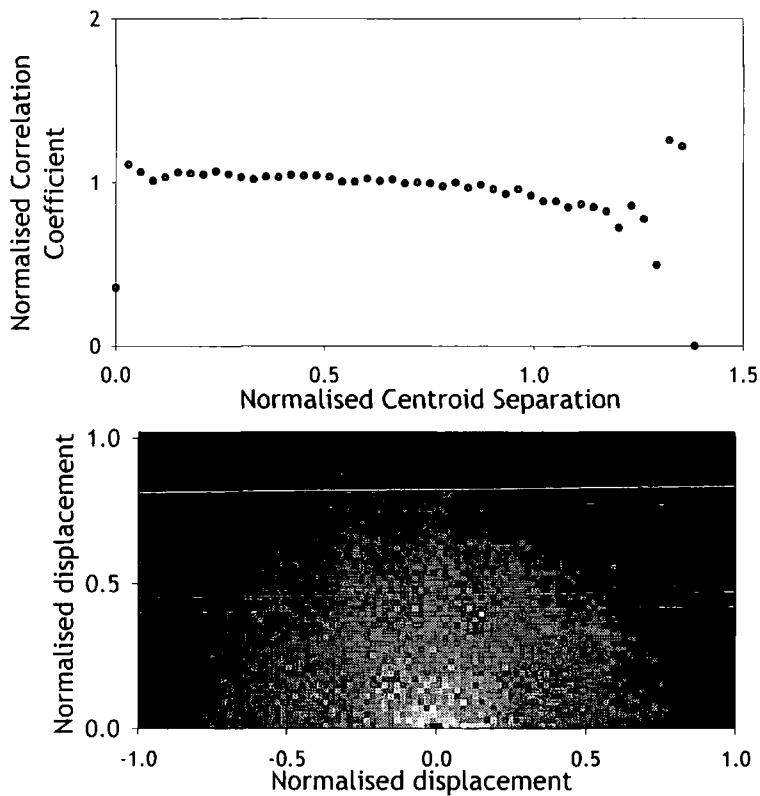 2
Normalised Correlation
Coefficient
1
0
0.0 0.5 1.0 1.5
Normalised Centroid Separation
1.0
Normalised displacement
0.5
0.0
-1.0 -0.5 0.0 0.5 1.0
Normalised displacement